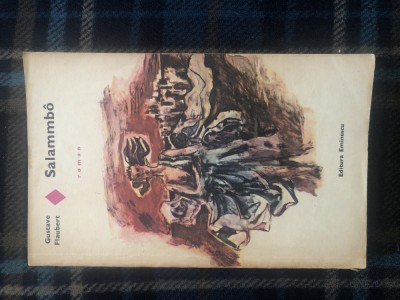 Gustave
Flaubert
Salammbô
roman
Editura Eminescu